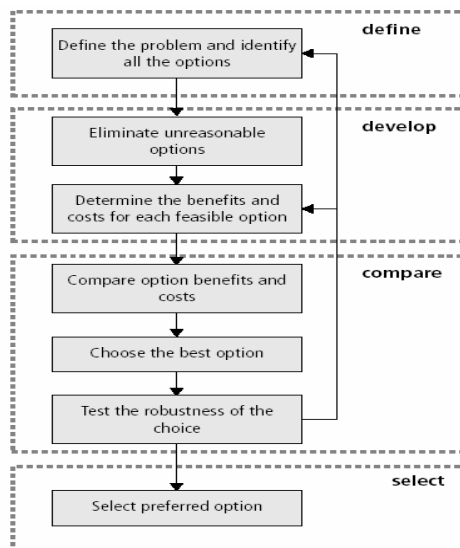 define
Define the problem and identify
all the options
develop
Eliminate unreasonable
options
Determine the benefits and
costs for each feasible option
compare
Compare option benefits and
costs
Choose the best option
Test the robustness of the
choice
select
Select preferred option